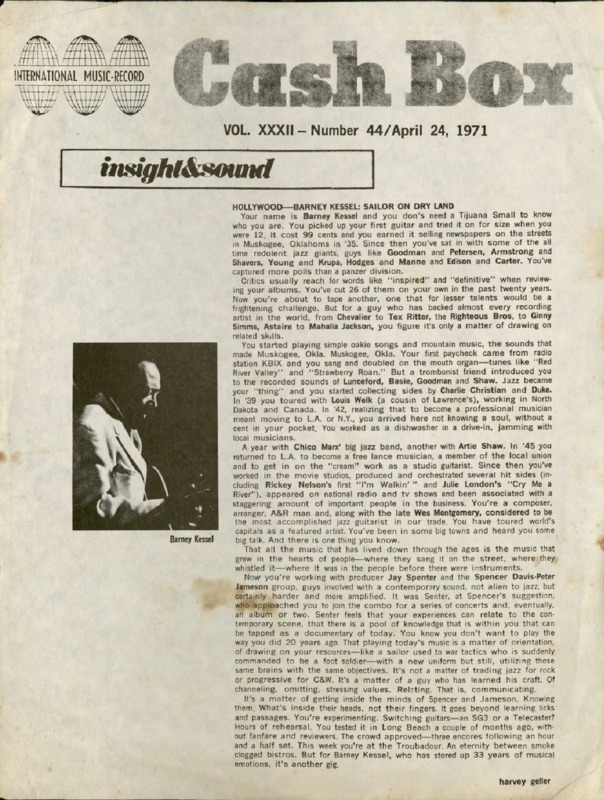 INTERNATIONAL MUSIC-RECORD
Cash Box
VOL. XXXII – Number 44/April 24, 1971
insight&sound
HOLLYWOOD—BARNEY KESSEL: SAILOR ON DRY LAND
Your name is Barney Kessel and you don's need a Tijuana Small to know
who you are. You picked up your first guitar and tried it on for size when you
were 12. It cost 99 cents and you earned it selling newspapers on the streets
in Muskogee, Oklahoma in '35. Since then you've sat in with some of the all
time redolent jazz giants, guys like Goodman and Petersen, Armstrong and
Shavers, Young and Krupa, Hodges and Manne and Edison and Carter. You've
captured more polls than a panzer division.
Critics usually reach for words like "inspired" and "definitive" when review-
ing your albums. You've cut 26 of them on your own in the past twenty years.
Now you're about to tape another, one that for lesser talents would be a
frightening challenge. But for a guy who has backed almost every recording
artist in the world, from Chevalier to Tex Ritter, the Righteous Bros. to Ginny
Simms, Astaire to Mahalia Jackson, you figure it's only a matter of drawing on
related skills.
You started playing simple oakie songs and mountain music, the sounds that
made Muskogee, Okla. Muskogee, Okla. Your first paycheck came from radio
station KBIX and you sang and doubled on the mouth organ—tunes like "Red
River Valley" and "Strawberry Roan." But a trombonist friend introduced you
to the recorded sounds of Lunceford, Basie, Goodman and Shaw. Jazz became
your "thing" and you started collecting sides by Charlie Christian and Duke.
In '39 you toured with Louis Welk (a cousin of Lawrence's), working in North
Dakota and Canada. In '42, realizing that to become a professional musician
meant moving to L.A. or N.Y., you arrived here not knowing a soul, without a
cent in your pocket, You worked as a dishwasher in a drive-in, jamming with
local musicians.
A year with Chico Marx' big jazz band, another with Artie Shaw. In '45 you
returned to L.A. to become a free lance musician, a member of the local union
and to get in on the "cream" work as a studio guitarist. Since then you've
worked in the movie studios, produced and orchestrated several hit sides (in-
cluding Rickey Nelson's first "I'm Walkin'" and Julie London's "Cry Me a
River"), appeared on national radio and tv shows and been associated with a
staggering amount of important people in the business. You're a composer,
arranger, A&R man and, along with the late Wes Montgomery, considered to be
the most accomplished jazz guitarist in our trade. You have toured world's
capitals as a featured artist. You've been in some big towns and heard you some
big talk. And there is one thing you know.
That all the music that has lived down through the ages is the music that
grew in the hearts of people—where they sang it on the street, where they
whistled it—where it was in the people before there were instruments.
Now you're working with producer Jay Spenter and the Spencer Davis-Peter
Jameson group, guys involved with a contemporary sound, not alien to jazz, but
certainly harder and more amplified. It was Senter, at Spencer's suggestion,
who apploached you to join the combo for a series of concerts and, eventually,
an album or two. Senter feels that your experiences can relate to the con-
temporary scene, that there is a pool of knowledge that is within you that can
be tapped as a documentary of today. You know you don't want to play the
way you did 20 years ago. That playing today's music is a matter of orientation,
of drawing on your resources—like a sailor used to war tactics who is suddenly
commanded to be a foot soldier—with a new uniform but still, utilizing those
same brains with the same objectives. It's not a matter of trading jazz for rock
or progressive for C&W. It's a matter of a guy who has learned his craft. Of
channeling, omitting, stressing values. Relating. That is, communicating.
It's a matter of getting inside the minds of Spencer and Jameson. Knowing
them. What's inside their heads, not their fingers. It goes beyond learning licks
and passages. You're experimenting. Switching guitars—an SG3 or a Telecaster?
Hours of rehearsal. You tested it in Long Beach a couple of months ago, with-
out fanfare and reviewers. The crowd approved—three encores following an hour
and a half set. This week you're at the Troubadour. An eternity between smoke
clogged bistros. But for Barney Kessel, who has stored up 33 years of musical
emotions, it's another gig.
harvey geller
Barney Kessel